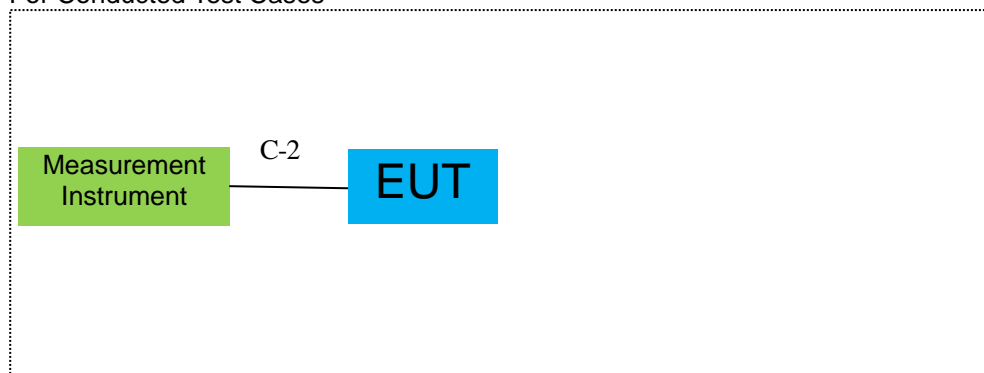 For Conducted Test Cases
C-2
Measurement
Instrument
EUT